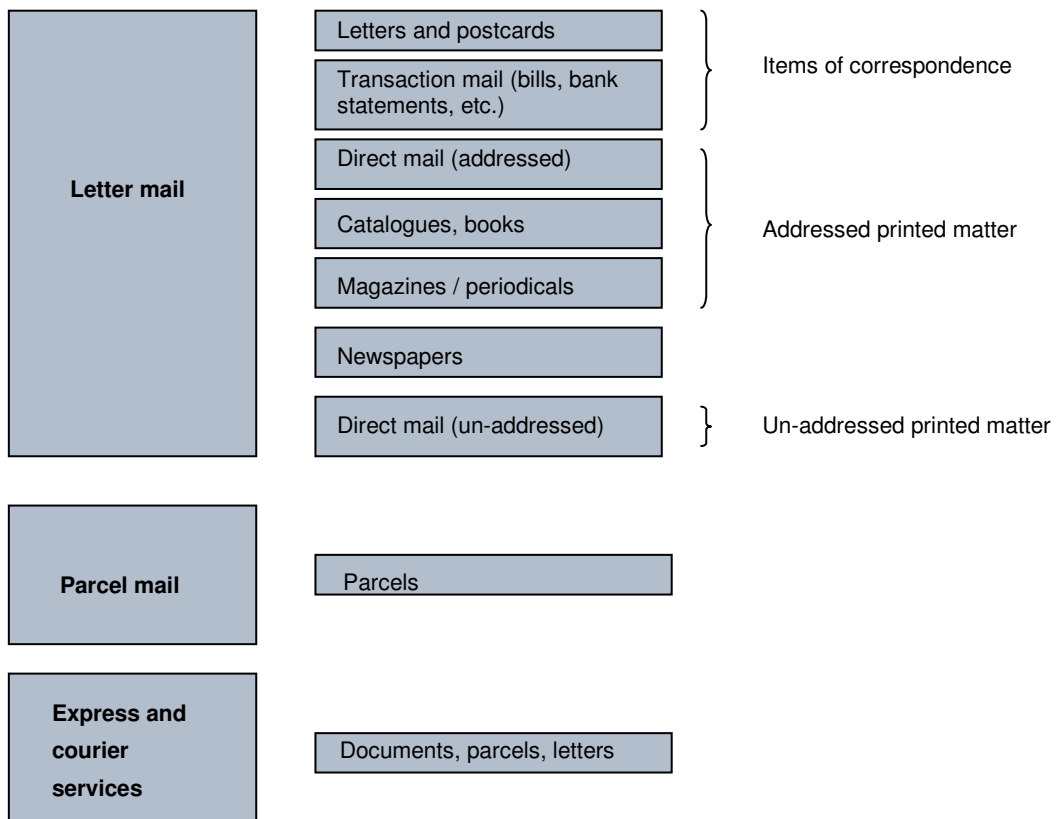 Letter mail
Letters and postcards
Transaction mail (bills, bank
statements, etc.)
Items of correspondence
Direct mail (addressed)
Catalogues, books
Magazines / periodicals
Addressed printed matter
Newspapers
Direct mail (un-addressed)
Un-addressed printed matter
Parcel mail
Parcels
Express and
courier
services
Documents, parcels, letters